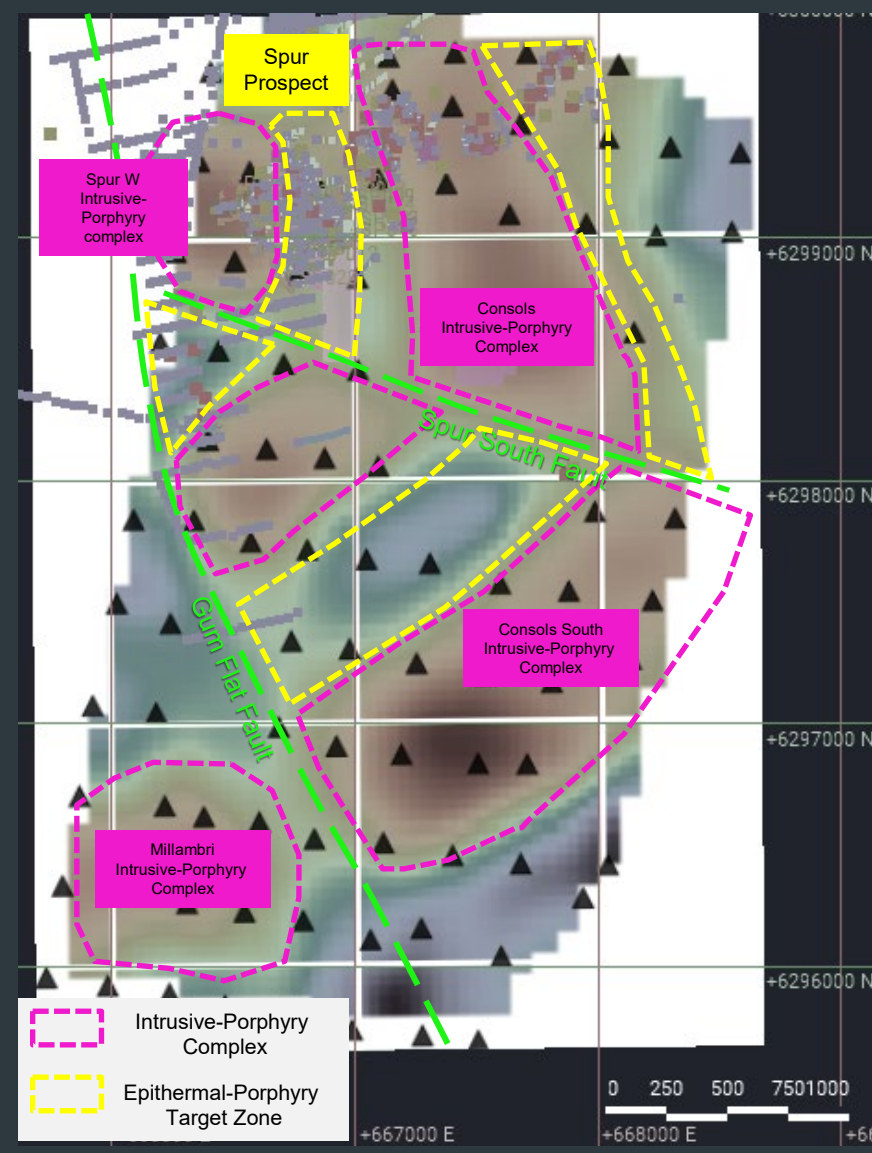 Spur
Prospect
Spur W
Intrusive-
Porphyry
complex
+6299000 N
Consols
Intrusive-Porphyry
Complex
Spur South Fault
+6298000 N
Gum Flat Fault
Consols South
Intrusive-Porphyry
Complex
+6297000 N
Millambri
Intrusive-Porphyry
Complex
+6296000 N
Intrusive-Porphyry
Complex
Epithermal-Porphyry
Target Zone
0 250 500 7501000
+667000 E
+668000 E